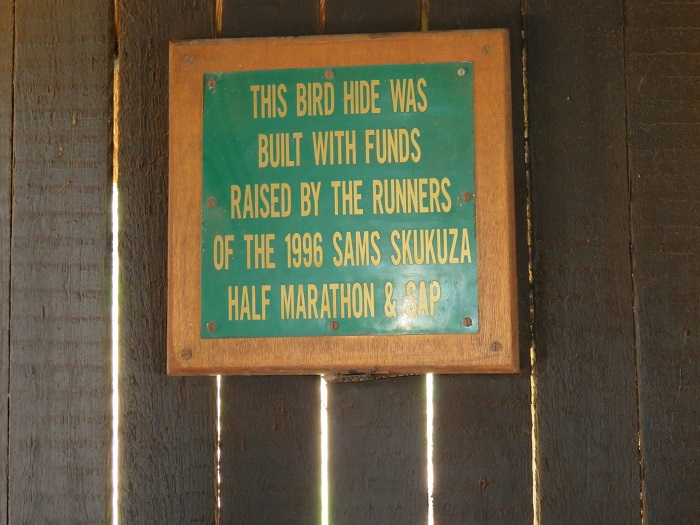 THIS BIRD HIDE WAS
BUILT WITH FUNDS
RAISED BY THE RUNNERS
OF THE 1996 SAMS SKUKUZA
HALF MARATHON & SAP